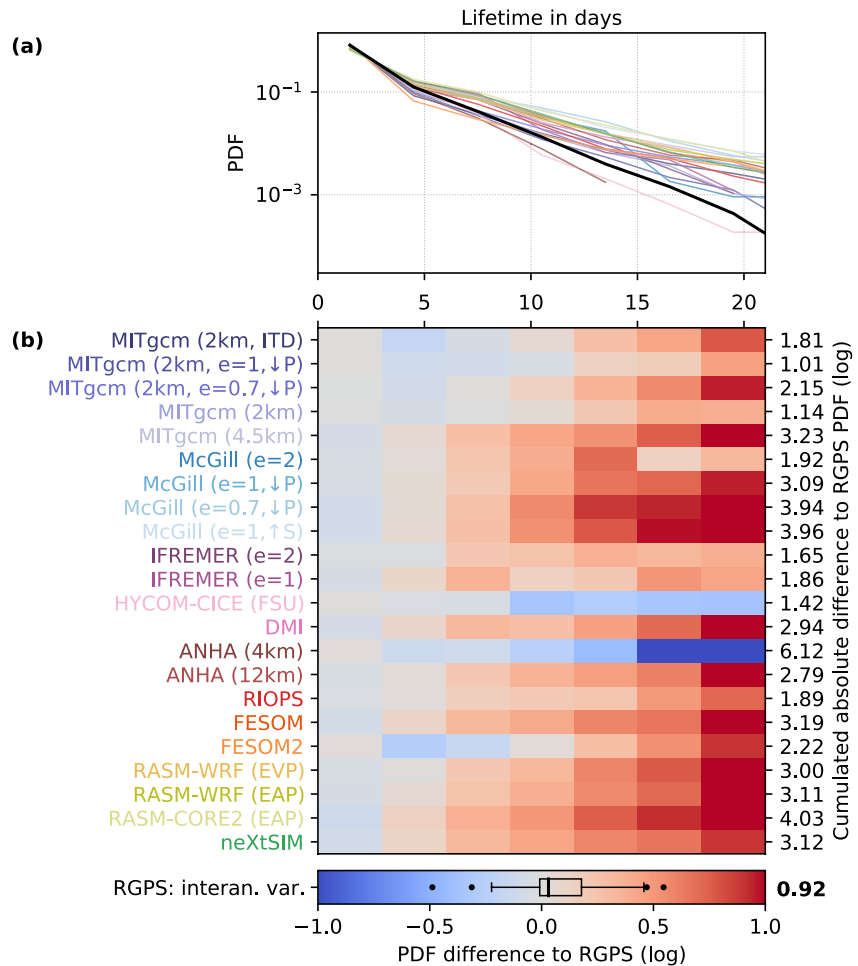 Lifetime in days
(a)
PDF
10⁻¹
10⁻³
0 5 10 15 20
(b)
MITgcm (2km, ITD) 1.81
MITgcm (2km, e=1,↓P) 1.01
MITgcm (2km, e=0.7,↓P) 2.15
MITgcm (2km) 1.14
MITgcm (4.5km) 3.23
McGill (e=2) 1.92
McGill (e=1,↓P) 3.09
McGill (e=0.7,↓P) 3.94
McGill (e=1,↑S) 3.96
IFREMER (e=2) 1.65
IFREMER (e=1) 1.86
HYCOM-CICE (FSU) 1.42
DMI 2.94
ANHA (4km) 6.12
ANHA (12km) 2.79
RIOPS 1.89
FESOM 3.19
FESOM2 2.22
RASM-WRF (EVP) 3.00
RASM-WRF (EAP) 3.11
RASM-CORE2 (EAP) 4.03
neXtSIM 3.12
Cumulated absolute difference to RGPS PDF (log)
RGPS: interan. var. 0.92
−1.0 −0.5 0.0 0.5 1.0
PDF difference to RGPS (log)